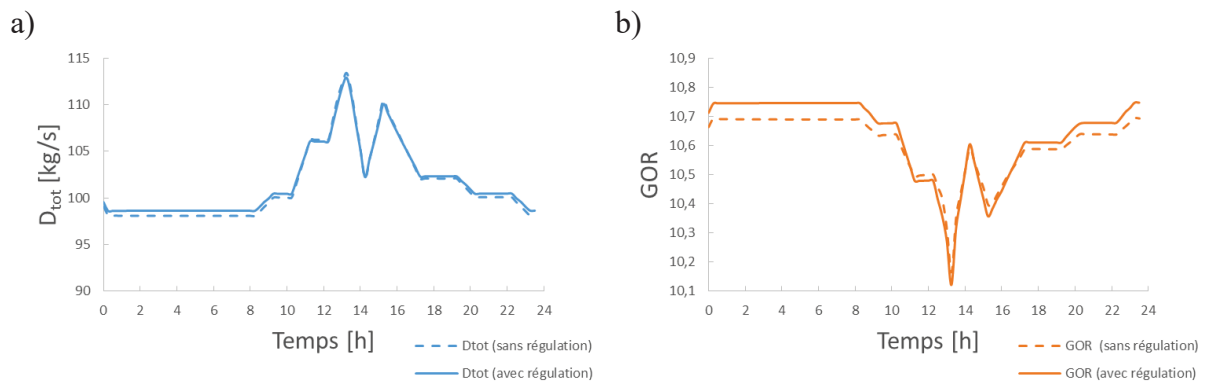 a)
115
110
105
100
95
90
D_tot [kg/s]
0 2 4 6 8 10 12 14 16 18 20 22 24
Temps [h]
Dtot (sans régulation)
Dtot (avec régulation)
b)
10,9
10,8
10,7
10,6
10,5
10,4
10,3
10,2
10,1
GOR
0 2 4 6 8 10 12 14 16 18 20 22 24
Temps [h]
GOR (sans régulation)
GOR (avec régulation)